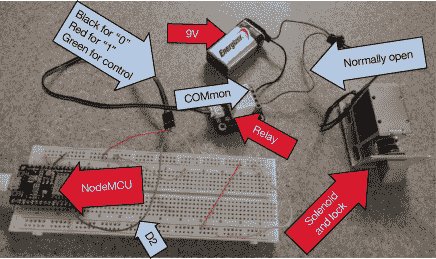 Black for "0"
Red for "1"
Green for control
9V
Energizer
Normally open
COMmon
Relay
NodeMCU
D2
Solenoid
and lock